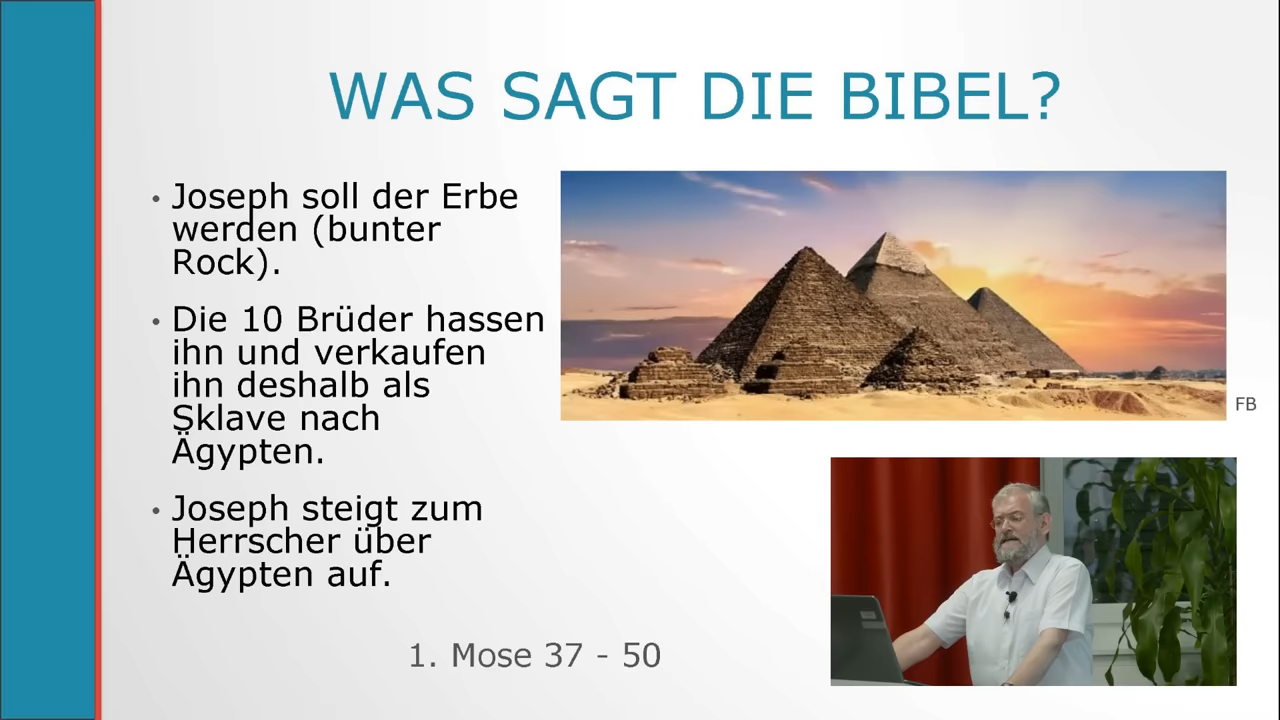 WAS SAGT DIE BIBEL?
• Joseph soll der Erbe
werden (bunter
Rock).
• Die 10 Brüder hassen
ihn und verkaufen
ihn deshalb als
Sklave nach
Ägypten.
• Joseph steigt zum
Herrscher über
Ägypten auf.
FB
1. Mose 37 - 50